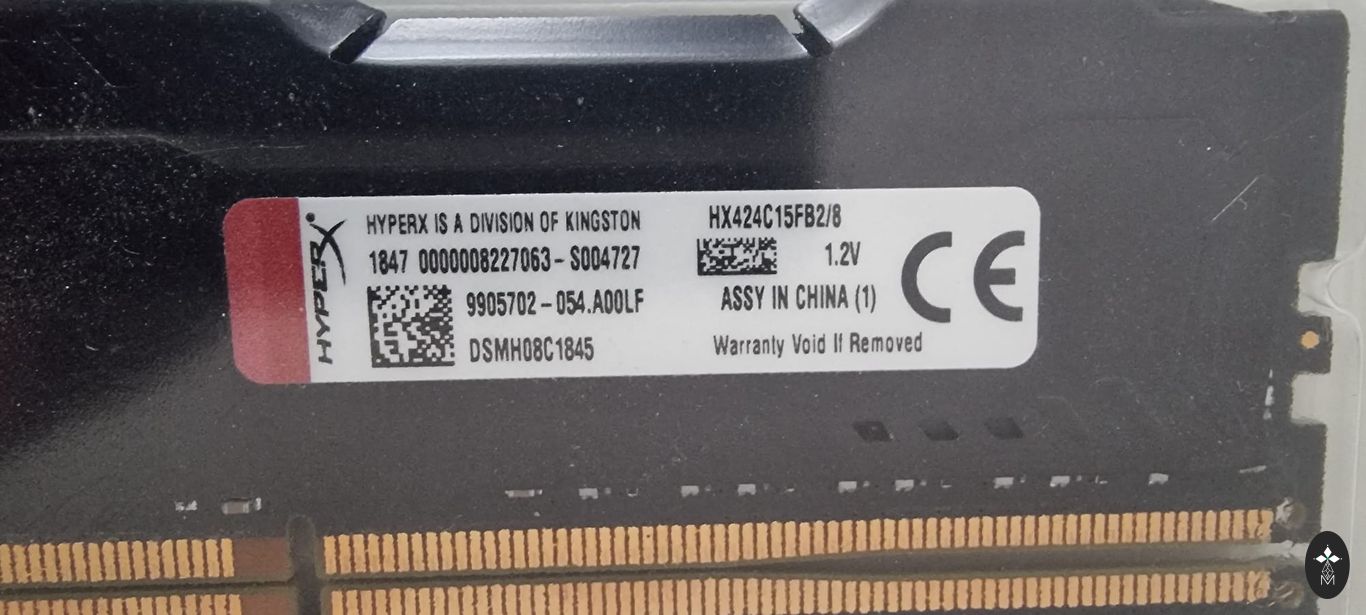 HYPERX
HYPERX IS A DIVISION OF KINGSTON
1847 0000008227063-S004727
9905702-054.A00LF
DSMH08C1845
HX424C15FB2/8
1.2V
ASSY IN CHINA (1)
Warranty Void If Removed
CE
M